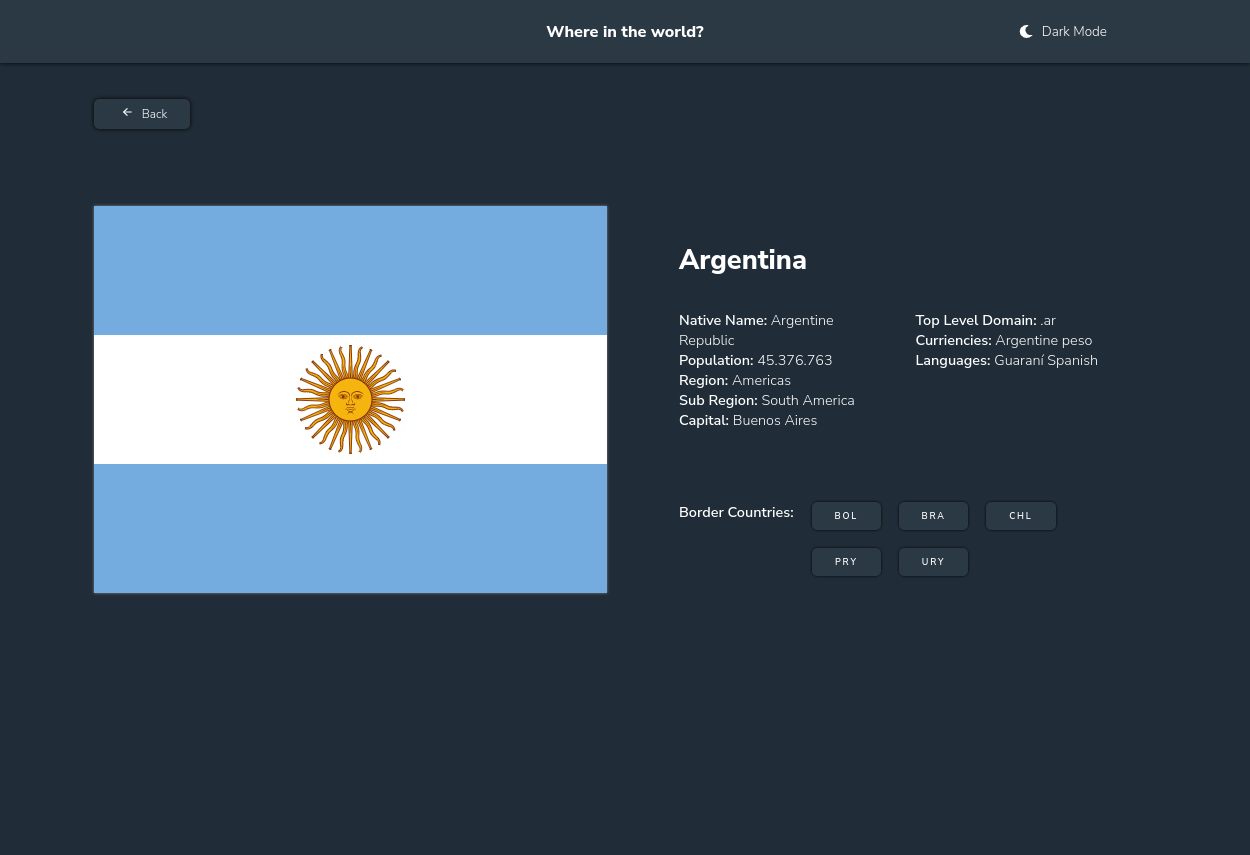 Where in the world?
Dark Mode
Back
Argentina
Native Name: Argentine
Republic
Population: 45.376.763
Region: Americas
Sub Region: South America
Capital: Buenos Aires
Top Level Domain: .ar
Curriencies: Argentine peso
Languages: Guaraní Spanish
Border Countries:
BOL BRA CHL
PRY URY